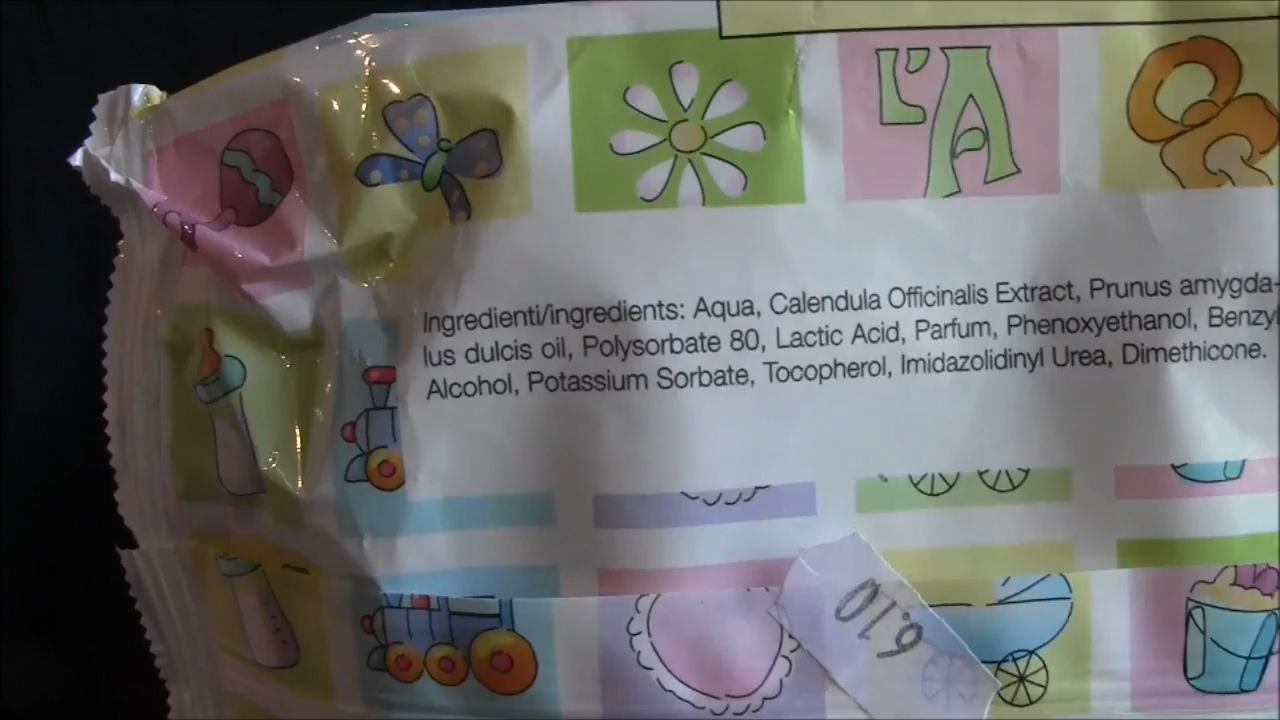 L'A
Ingredienti/ingredients: Aqua, Calendula Officinalis Extract, Prunus amygda-
lus dulcis oil, Polysorbate 80, Lactic Acid, Parfum, Phenoxyethanol, Benzyl
Alcohol, Potassium Sorbate, Tocopherol, Imidazolidinyl Urea, Dimethicone.
6.10